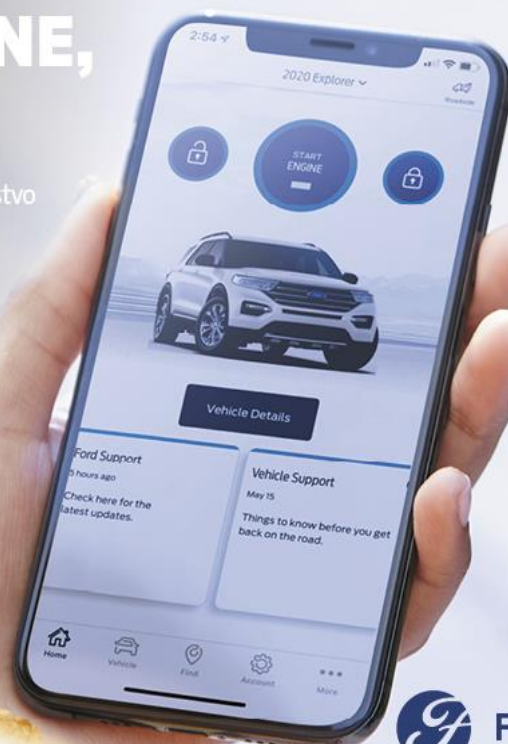 NE,
tvo
2:54
2020 Explorer
Roadside
START
ENGINE
Vehicle Details
Ford Support
5 hours ago
Check here for the
latest updates.
Vehicle Support
May 15
Things to know before you get
back on the road.
Home
Vehicle
Find
Account
More
F